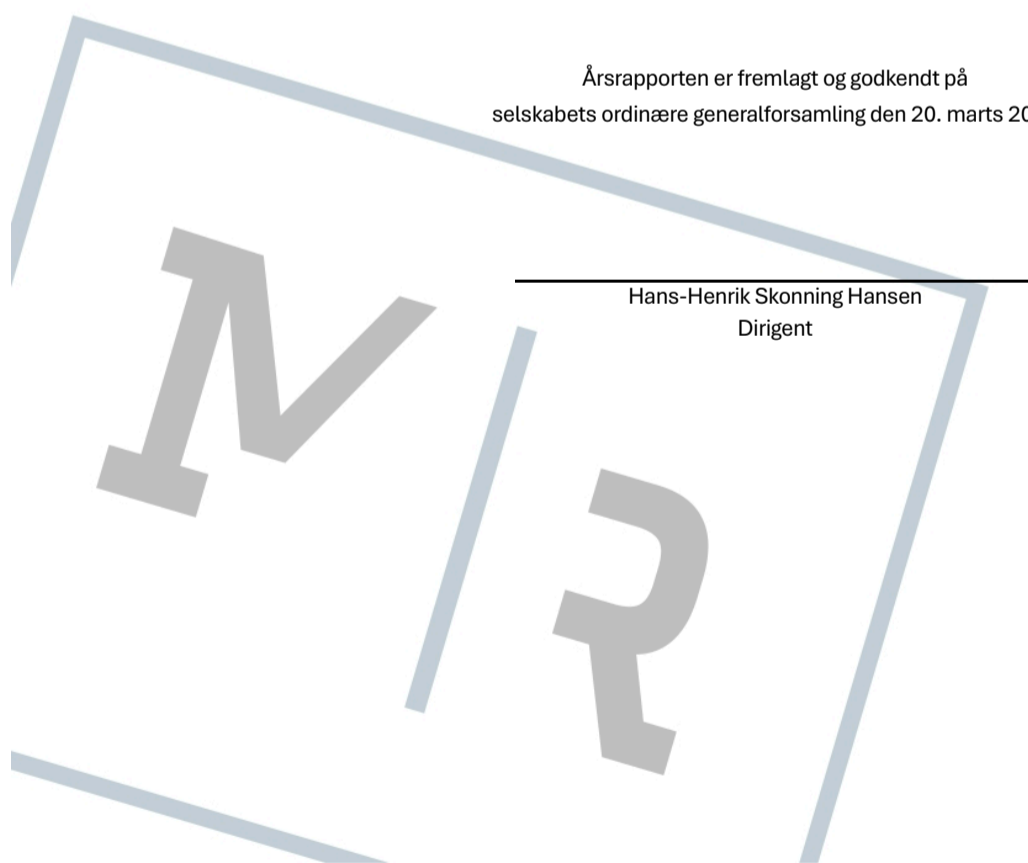 Årsrapporten er fremlagt og godkendt på
selskabets ordinære generalforsamling den 20. marts
Hans-Henrik Skonning Hansen
Dirigent
M
R